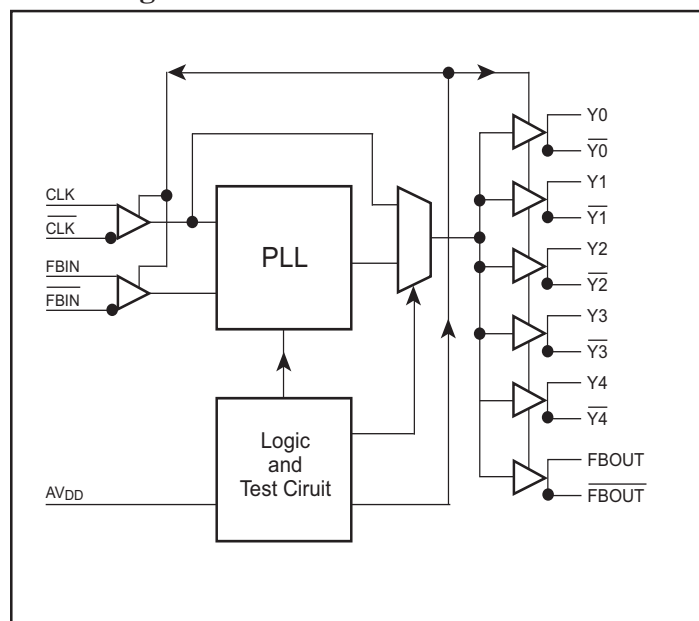 CLK
CLK
FBIN
FBIN
AVDD
PLL
Logic
and
Test Ciruit
Y0
Y0
Y1
Y1
Y2
Y2
Y3
Y3
Y4
Y4
FBOUT
FBOUT